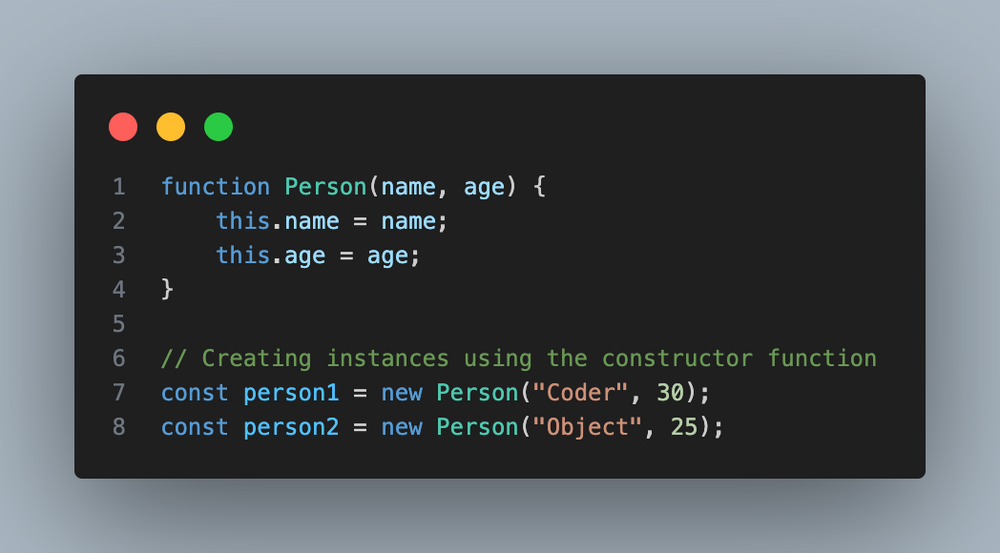 1 function Person(name, age) {
2     this.name = name;
3     this.age = age;
4 }
5
6 // Creating instances using the constructor function
7 const person1 = new Person("Coder", 30);
8 const person2 = new Person("Object", 25);